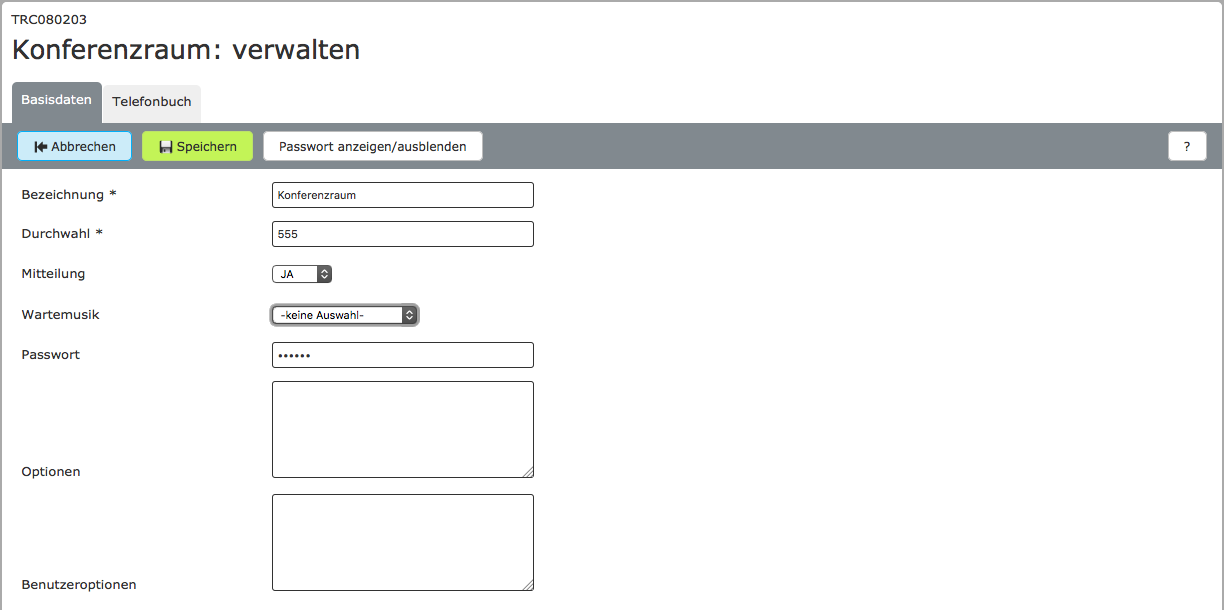 TRC080203
Konferenzraum: verwalten
Basisdaten Telefonbuch
Abbrechen Speichern Passwort anzeigen/ausblenden ?
Bezeichnung * Konferenzraum
Durchwahl * 555
Mitteilung JA
Wartemusik -keine Auswahl-
Passwort ••••••
Optionen
Benutzeroptionen